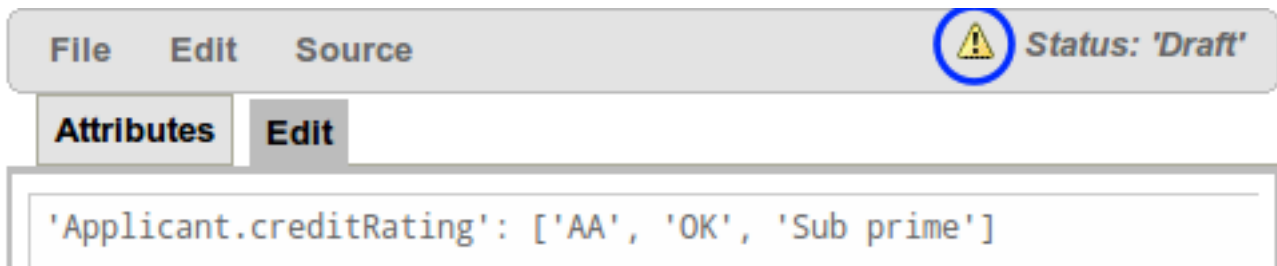 File Edit Source Status: 'Draft'
Attributes Edit
'Applicant.creditRating': ['AA', 'OK', 'Sub prime']